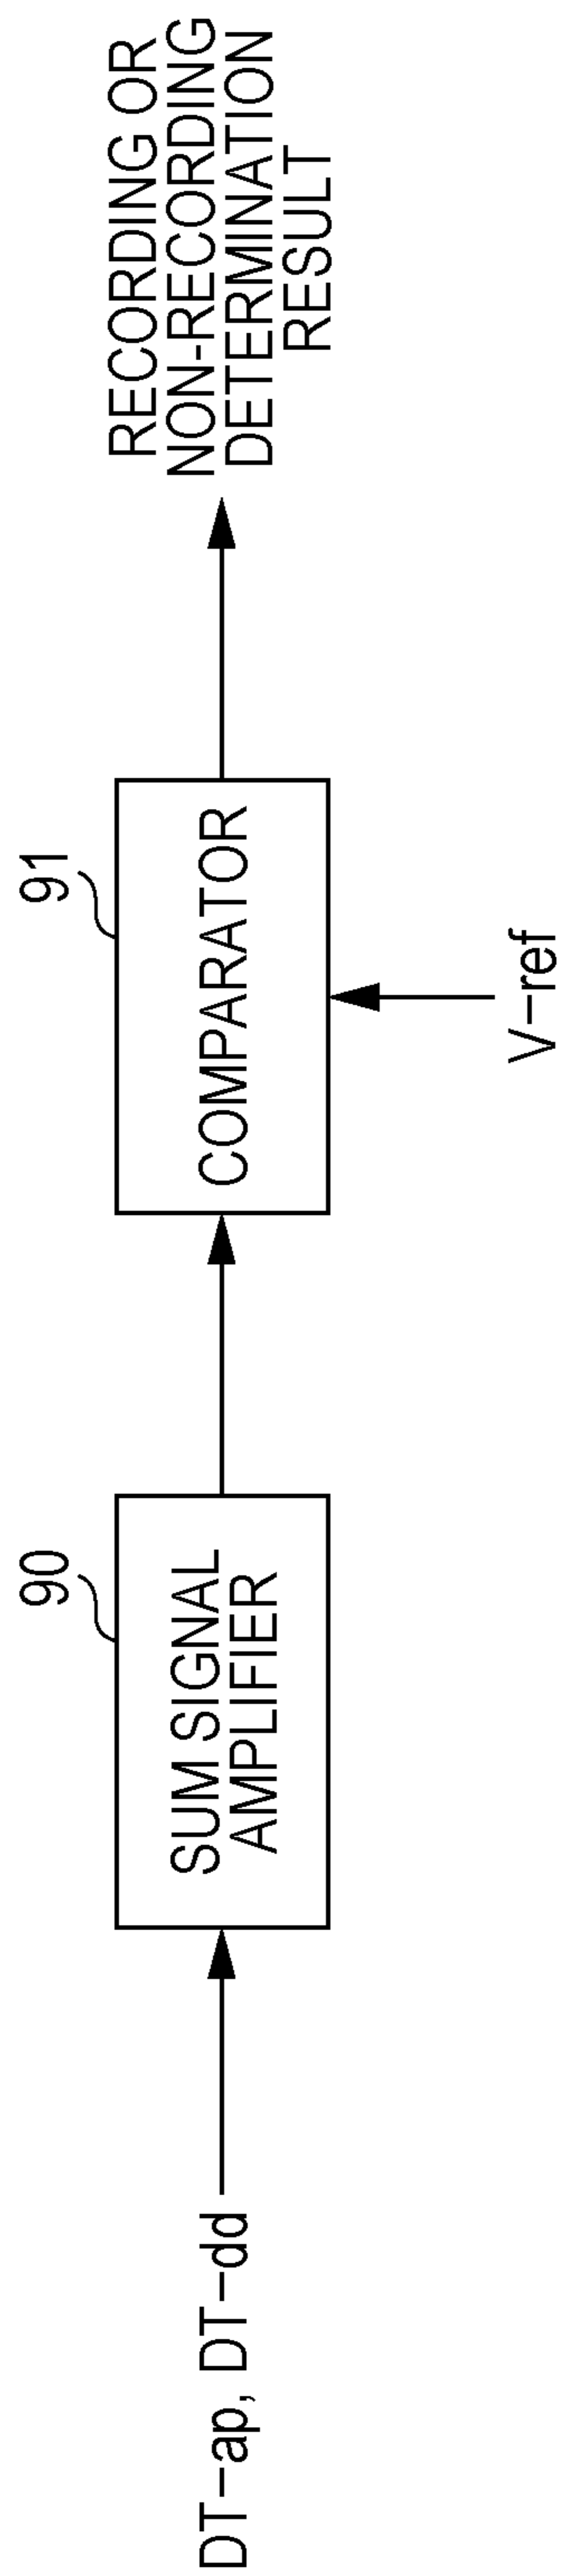 DT-ap, DT-dd
90
SUM SIGNAL
AMPLIFIER
91
COMPARATOR
V-ref
RECORDING OR
NON-RECORDING
DETERMINATION
RESULT